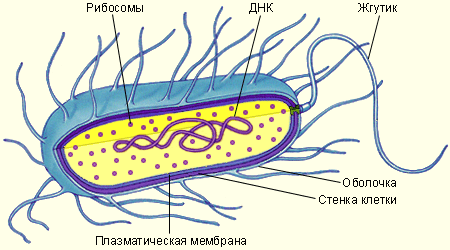 Рибосомы
ДНК
Жгутик
Оболочка
Стенка клетки
Плазматическая мембрана